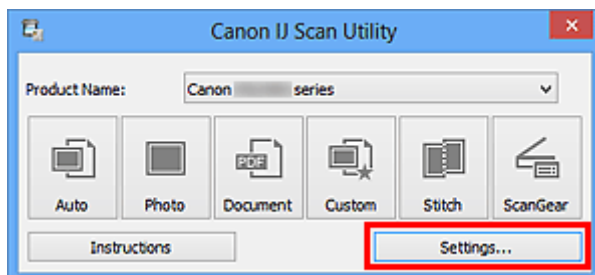 Canon IJ Scan Utility
Product Name: Canon series
PDF
Auto Photo Document Custom Stitch ScanGear
Instructions Settings...